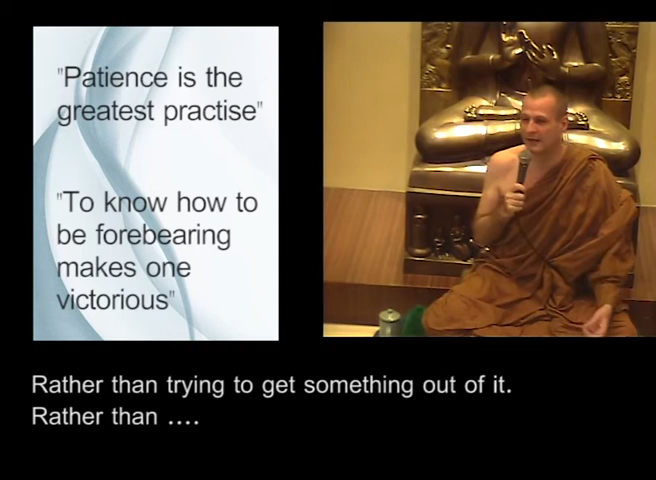 "Patience is the
greatest practise"
"To know how to
be forebearing
makes one
victorious"
Rather than trying to get something out of it.
Rather than ....